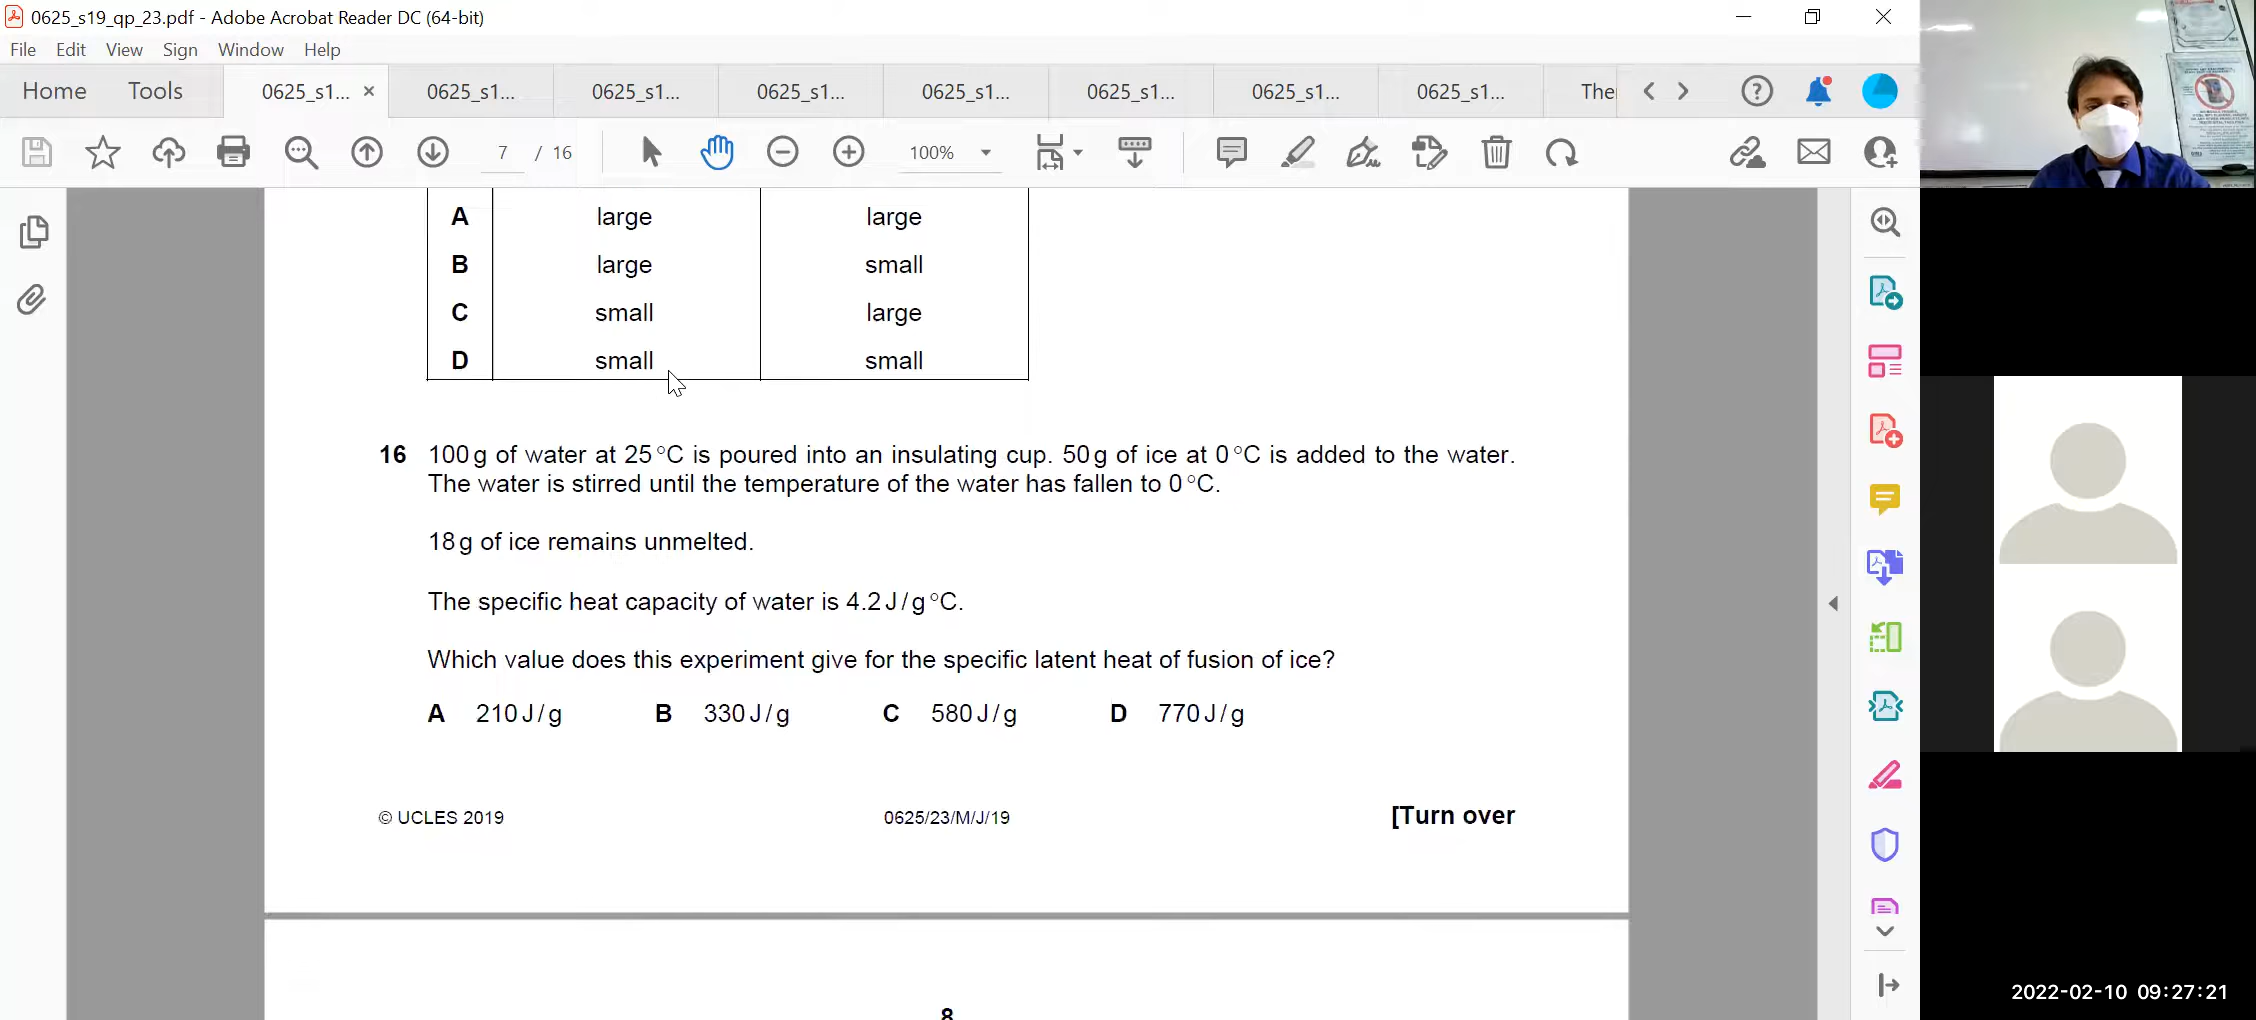 0625_s19_qp_23.pdf - Adobe Acrobat Reader DC (64-bit)
File Edit View Sign Window Help
Home Tools 0625_s1... × 0625_s1... 0625_s1... 0625_s1... 0625_s1... 0625_s1... 0625_s1... 0625_s1... The
7 / 16 100%
A large large
B large small
C small large
D small small
16 100 g of water at 25 °C is poured into an insulating cup. 50 g of ice at 0 °C is added to the water.
The water is stirred until the temperature of the water has fallen to 0 °C.
18 g of ice remains unmelted.
The specific heat capacity of water is 4.2 J / g °C.
Which value does this experiment give for the specific latent heat of fusion of ice?
A 210 J / g B 330 J / g C 580 J / g D 770 J / g
© UCLES 2019 0625/23/M/J/19 [Turn over
8
2022-02-10 09:27:21